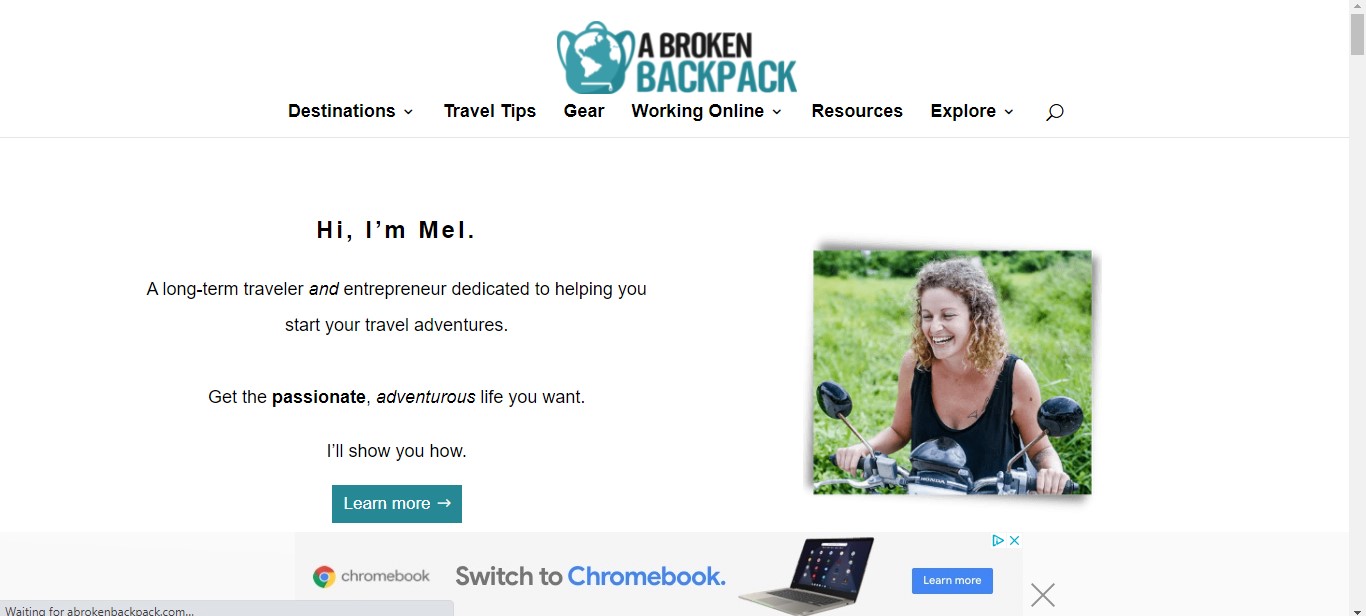 A BROKEN
BACKPACK
Destinations Travel Tips Gear Working Online Resources Explore
Hi, I’m Mel.
A long-term traveler and entrepreneur dedicated to helping you
start your travel adventures.
Get the passionate, adventurous life you want.
I’ll show you how.
Learn more →
HONDA
chromebook Switch to Chromebook. Learn more
Waiting for abrokenbackpack.com...